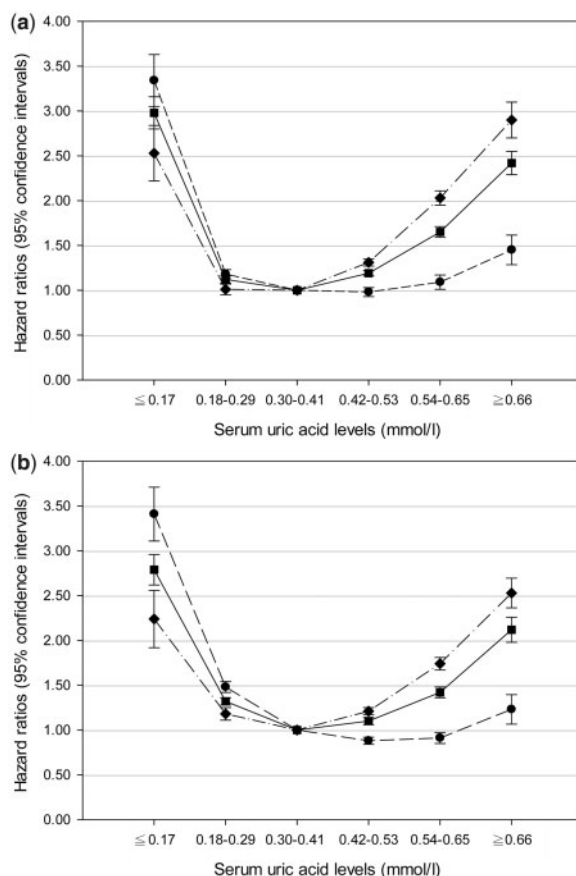 (a)
4.00
3.50
3.00
2.50
2.00
1.50
1.00
0.50
0.00
Hazard ratios (95% confidence intervals)
≦0.17 0.18-0.29 0.30-0.41 0.42-0.53 0.54-0.65 ≧0.66
Serum uric acid levels (mmol/l)
(b)
4.00
3.50
3.00
2.50
2.00
1.50
1.00
0.50
0.00
Hazard ratios (95% confidence intervals)
≦0.17 0.18-0.29 0.30-0.41 0.42-0.53 0.54-0.65 ≧0.66
Serum uric acid levels (mmol/l)